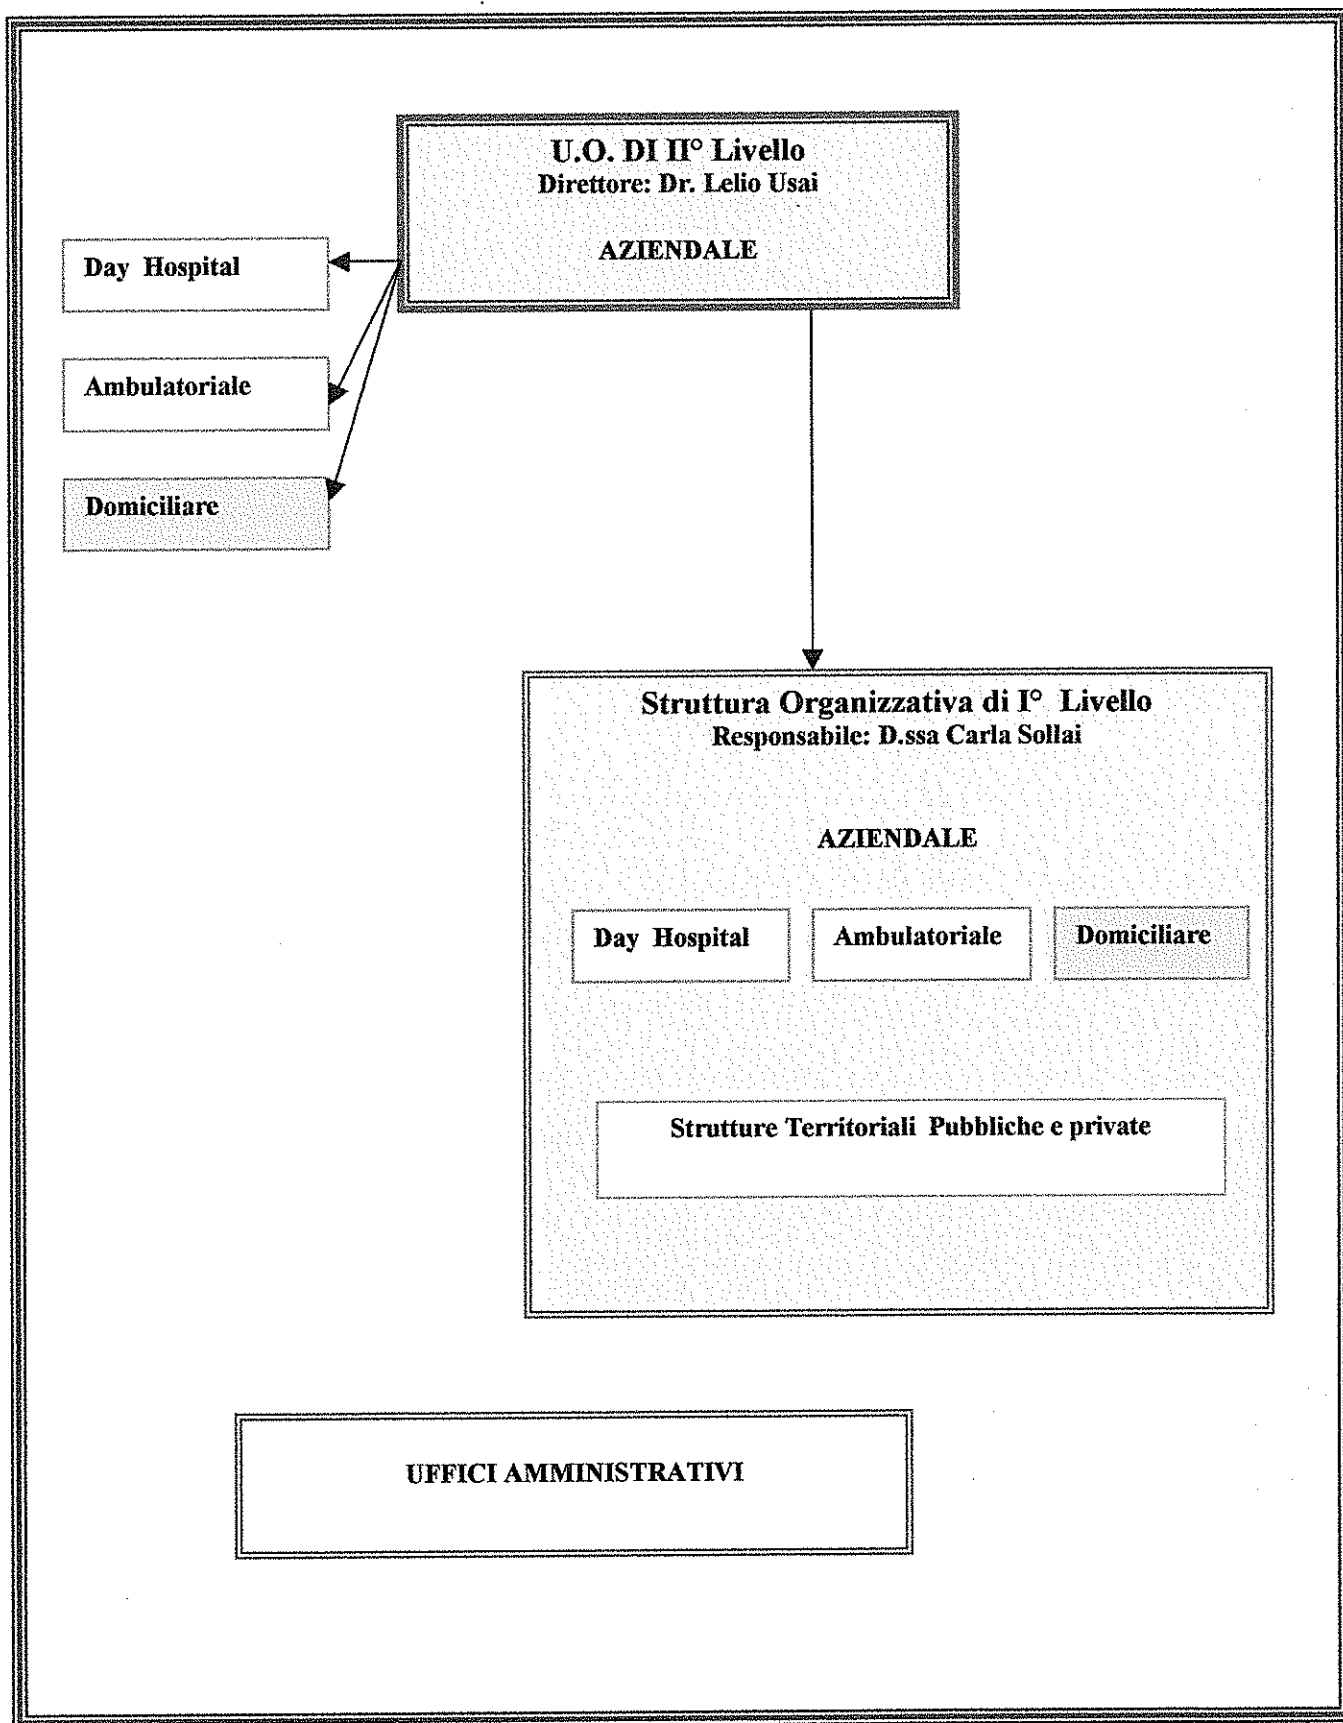 U.O. DI II° Livello
Direttore: Dr. Lelio Usai
AZIENDALE
Day Hospital
Ambulatoriale
Domiciliare
Struttura Organizzativa di I° Livello
Responsabile: D.ssa Carla Sollai
AZIENDALE
Day Hospital
Ambulatoriale
Domiciliare
Strutture Territoriali Pubbliche e private
UFFICI AMMINISTRATIVI